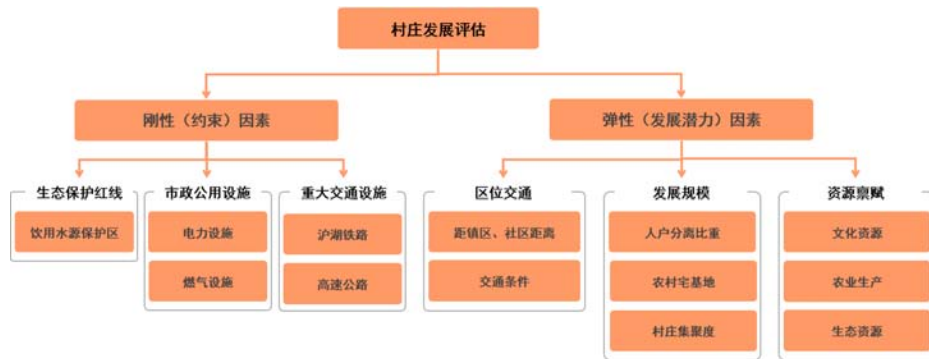 村庄发展评估
刚性（约束）因素
弹性（发展潜力）因素
生态保护红线
饮用水源保护区
市政公用设施
电力设施
燃气设施
重大交通设施
沪湖铁路
高速公路
区位交通
距镇区、社区距离
交通条件
发展规模
人户分离比重
农村宅基地
村庄集聚度
资源禀赋
文化资源
农业生产
生态资源